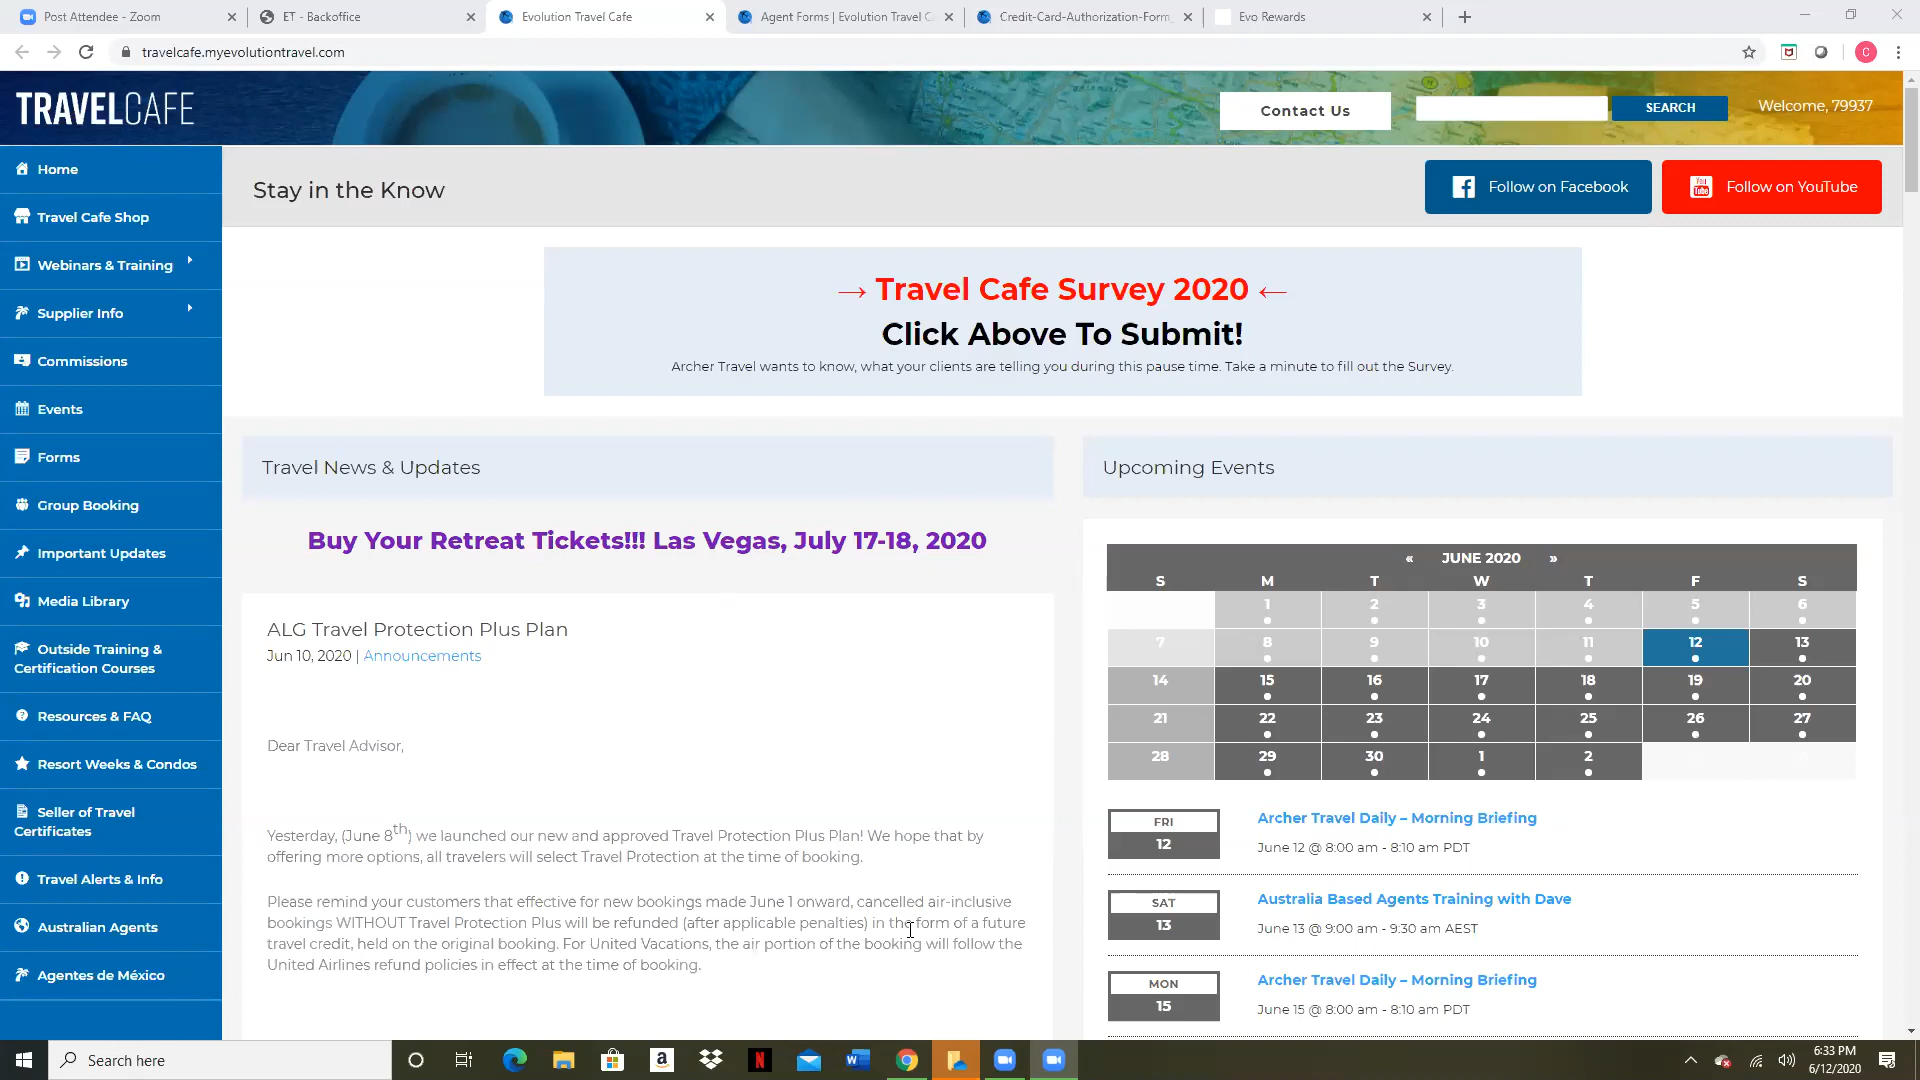 Post Attendee - Zoom
ET - Backoffice
Evolution Travel Cafe
Agent Forms | Evolution Travel C
Credit-Card-Authorization-Form_
Evo Rewards
travelcafe.myevolutiontravel.com
C
TRAVELCAFE
Contact Us
SEARCH
Welcome, 79937
Home
Travel Cafe Shop
Webinars & Training
Supplier Info
Commissions
Events
Forms
Group Booking
Important Updates
Media Library
Outside Training &
Certification Courses
Resources & FAQ
Resort Weeks & Condos
Seller of Travel
Certificates
Travel Alerts & Info
Australian Agents
Agentes de México
Stay in the Know
Follow on Facebook
You Tube
Follow on YouTube
→ Travel Cafe Survey 2020 ←
Click Above To Submit!
Archer Travel wants to know, what your clients are telling you during this pause time. Take a minute to fill out the Survey.
Travel News & Updates
Buy Your Retreat Tickets!!! Las Vegas, July 17-18, 2020
ALG Travel Protection Plus Plan
Jun 10, 2020 | Announcements
Dear Travel Advisor,
Yesterday, (June 8th) we launched our new and approved Travel Protection Plus Plan! We hope that by
offering more options, all travelers will select Travel Protection at the time of booking.
Please remind your customers that effective for new bookings made June 1 onward, cancelled air-inclusive
bookings WITHOUT Travel Protection Plus will be refunded (after applicable penalties) in the form of a future
travel credit, held on the original booking. For United Vacations, the air portion of the booking will follow the
United Airlines refund policies in effect at the time of booking.
Upcoming Events
« JUNE 2020 »
S M T W T F S
1 2 3 4 5 6
7 8 9 10 11 12 13
14 15 16 17 18 19 20
21 22 23 24 25 26 27
28 29 30 1 2
FRI
12
Archer Travel Daily – Morning Briefing
June 12 @ 8:00 am - 8:10 am PDT
SAT
13
Australia Based Agents Training with Dave
June 13 @ 9:00 am - 9:30 am AEST
MON
15
Archer Travel Daily – Morning Briefing
June 15 @ 8:00 am - 8:10 am PDT
Search here
6:33 PM
6/12/2020